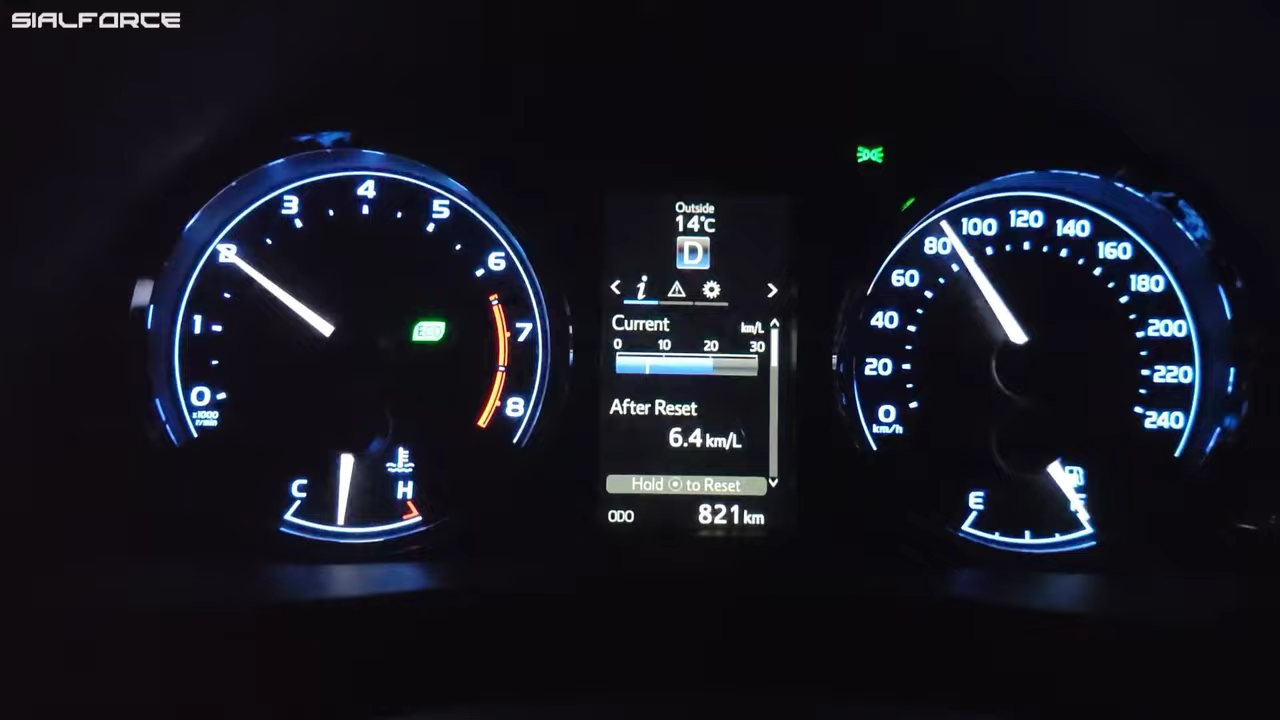 SIALFORCE
0
1
2
3
4
5
6
7
8
x1000
r/min
ECO
C
H
Outside
14°C
D
i
Current
km/L
0 10 20 30
After Reset
6.4 km/L
Hold to Reset
ODO 821 km
0
20
40
60
80
100
120
140
160
180
200
220
240
km/h
E
F